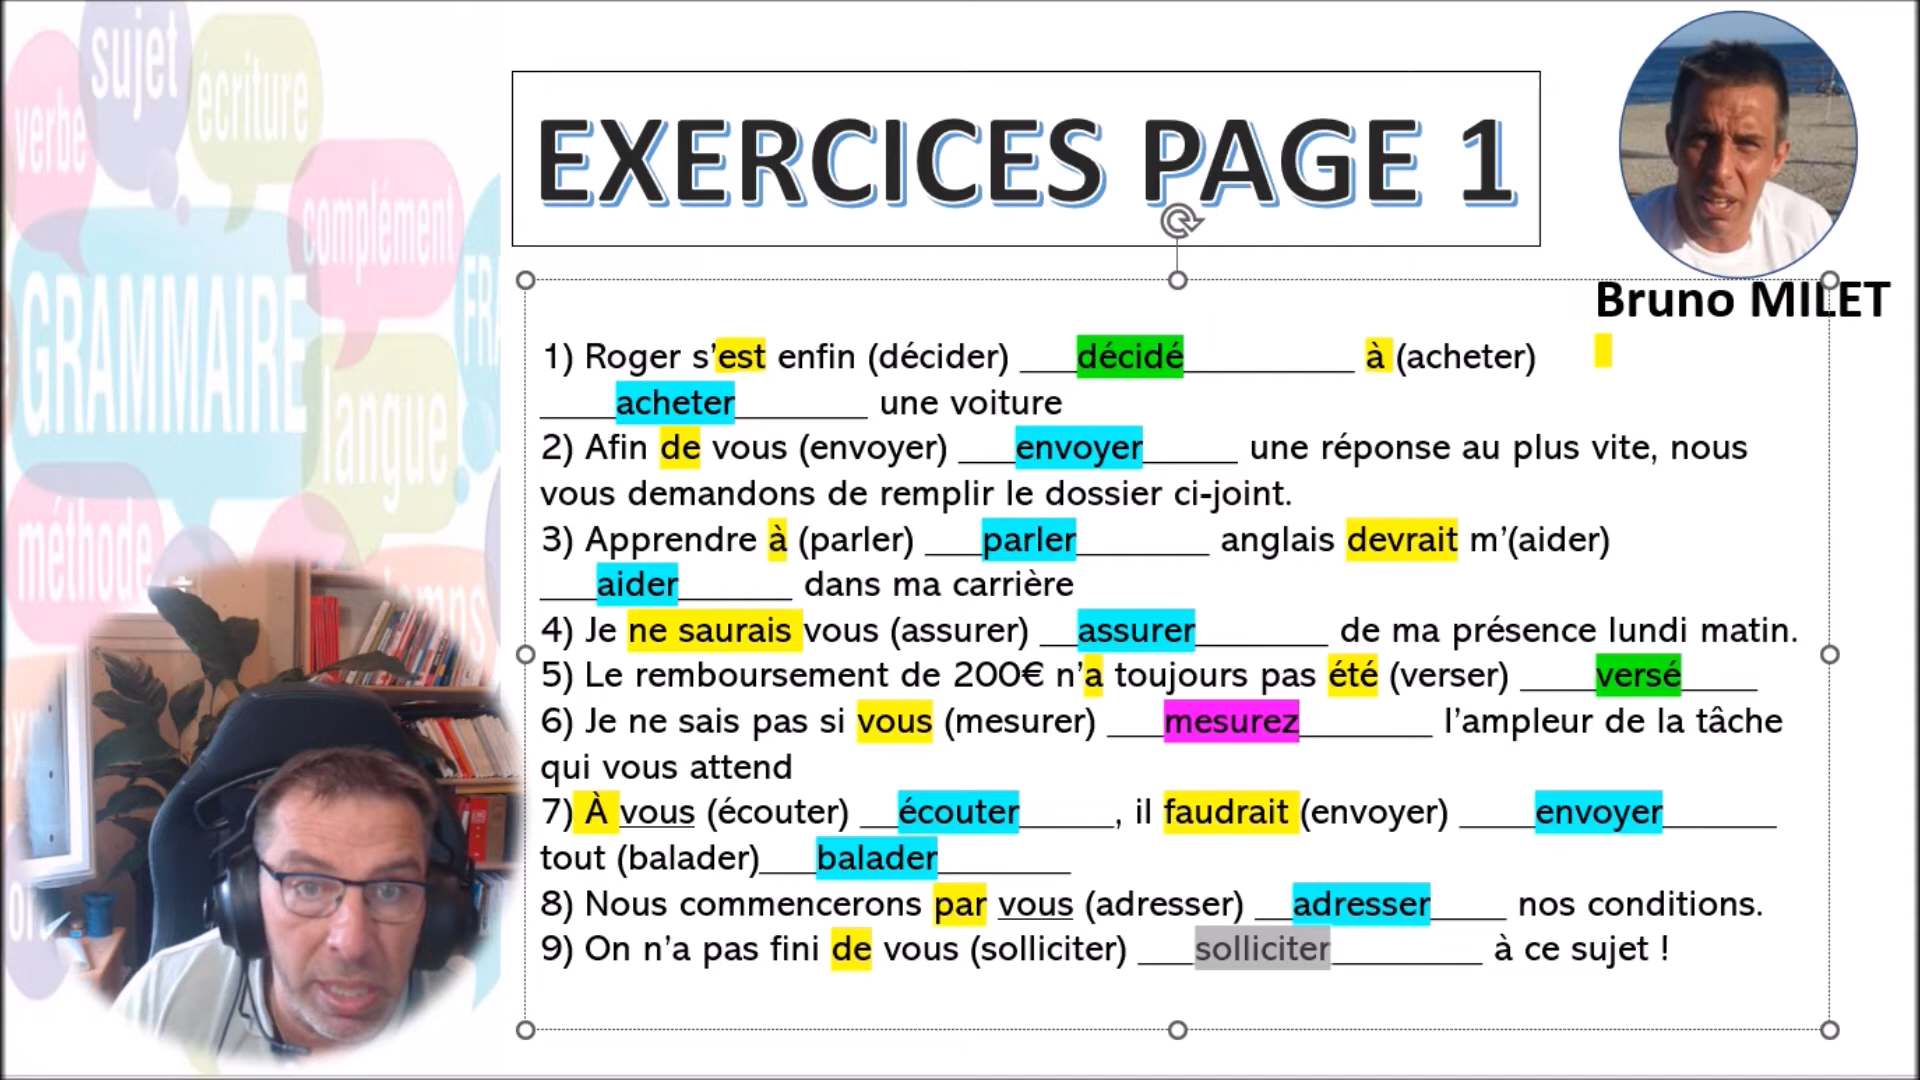 sujet
écriture
verbe
complément
GRAMMAIRE
FRA
langue
méthode
EXERCICES PAGE 1
Bruno MILET
1) Roger s'est enfin (décider) ___décidé_________ à (acheter)
____acheter_______ une voiture
2) Afin de vous (envoyer) ___envoyer_____ une réponse au plus vite, nous
vous demandons de remplir le dossier ci-joint.
3) Apprendre à (parler) ___parler_______ anglais devrait m'(aider)
___aider______ dans ma carrière
4) Je ne saurais vous (assurer) __assurer_______ de ma présence lundi matin.
5) Le remboursement de 200€ n'a toujours pas été (verser) ____versé____
6) Je ne sais pas si vous (mesurer) ___mesurez_______ l'ampleur de la tâche
qui vous attend
7) À vous (écouter) __écouter_____, il faudrait (envoyer) ____envoyer______
tout (balader)___balader_______
8) Nous commencerons par vous (adresser) __adresser____ nos conditions.
9) On n'a pas fini de vous (solliciter) ___solliciter________ à ce sujet !